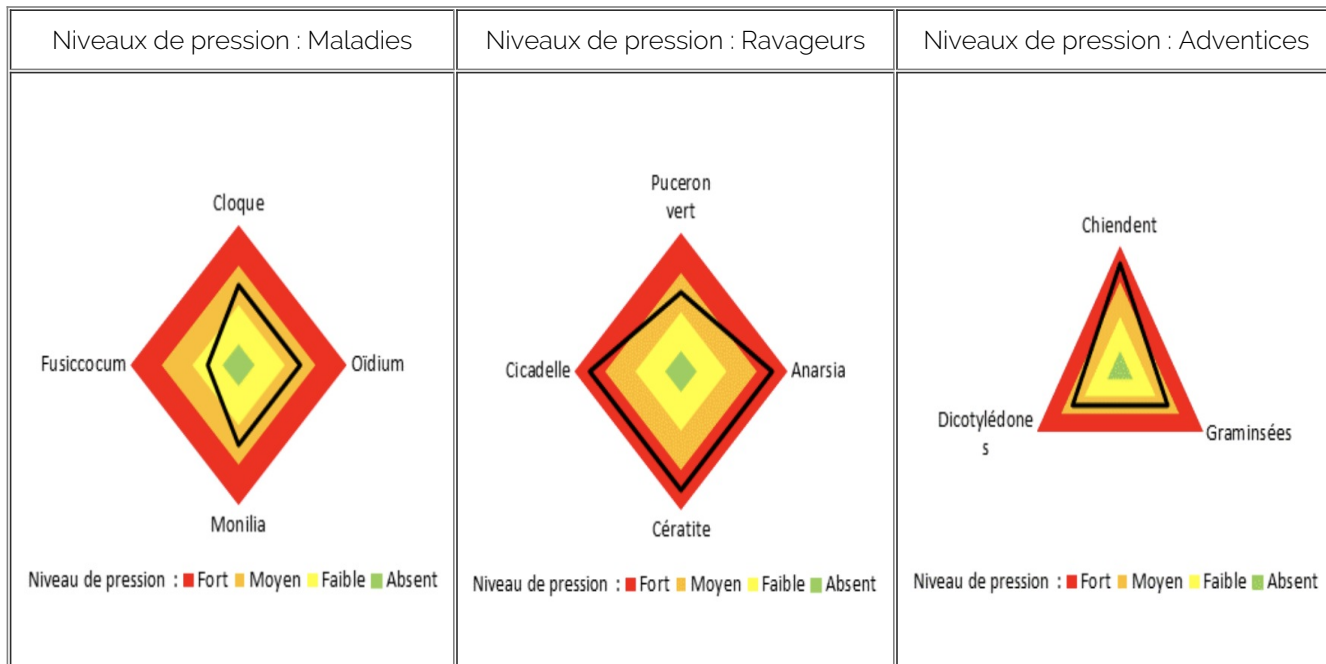 Niveaux de pression : Maladies
Niveaux de pression : Ravageurs
Niveaux de pression : Adventices
Cloque
Fusiccocum
Oïdium
Monilia
Niveau de pression : Fort Moyen Faible Absent
Puceron
vert
Cicadelle
Anarsia
Cératite
Niveau de pression : Fort Moyen Faible Absent
Chiendent
Dicotylédone
s
Graminsées
Niveau de pression : Fort Moyen Faible Absent